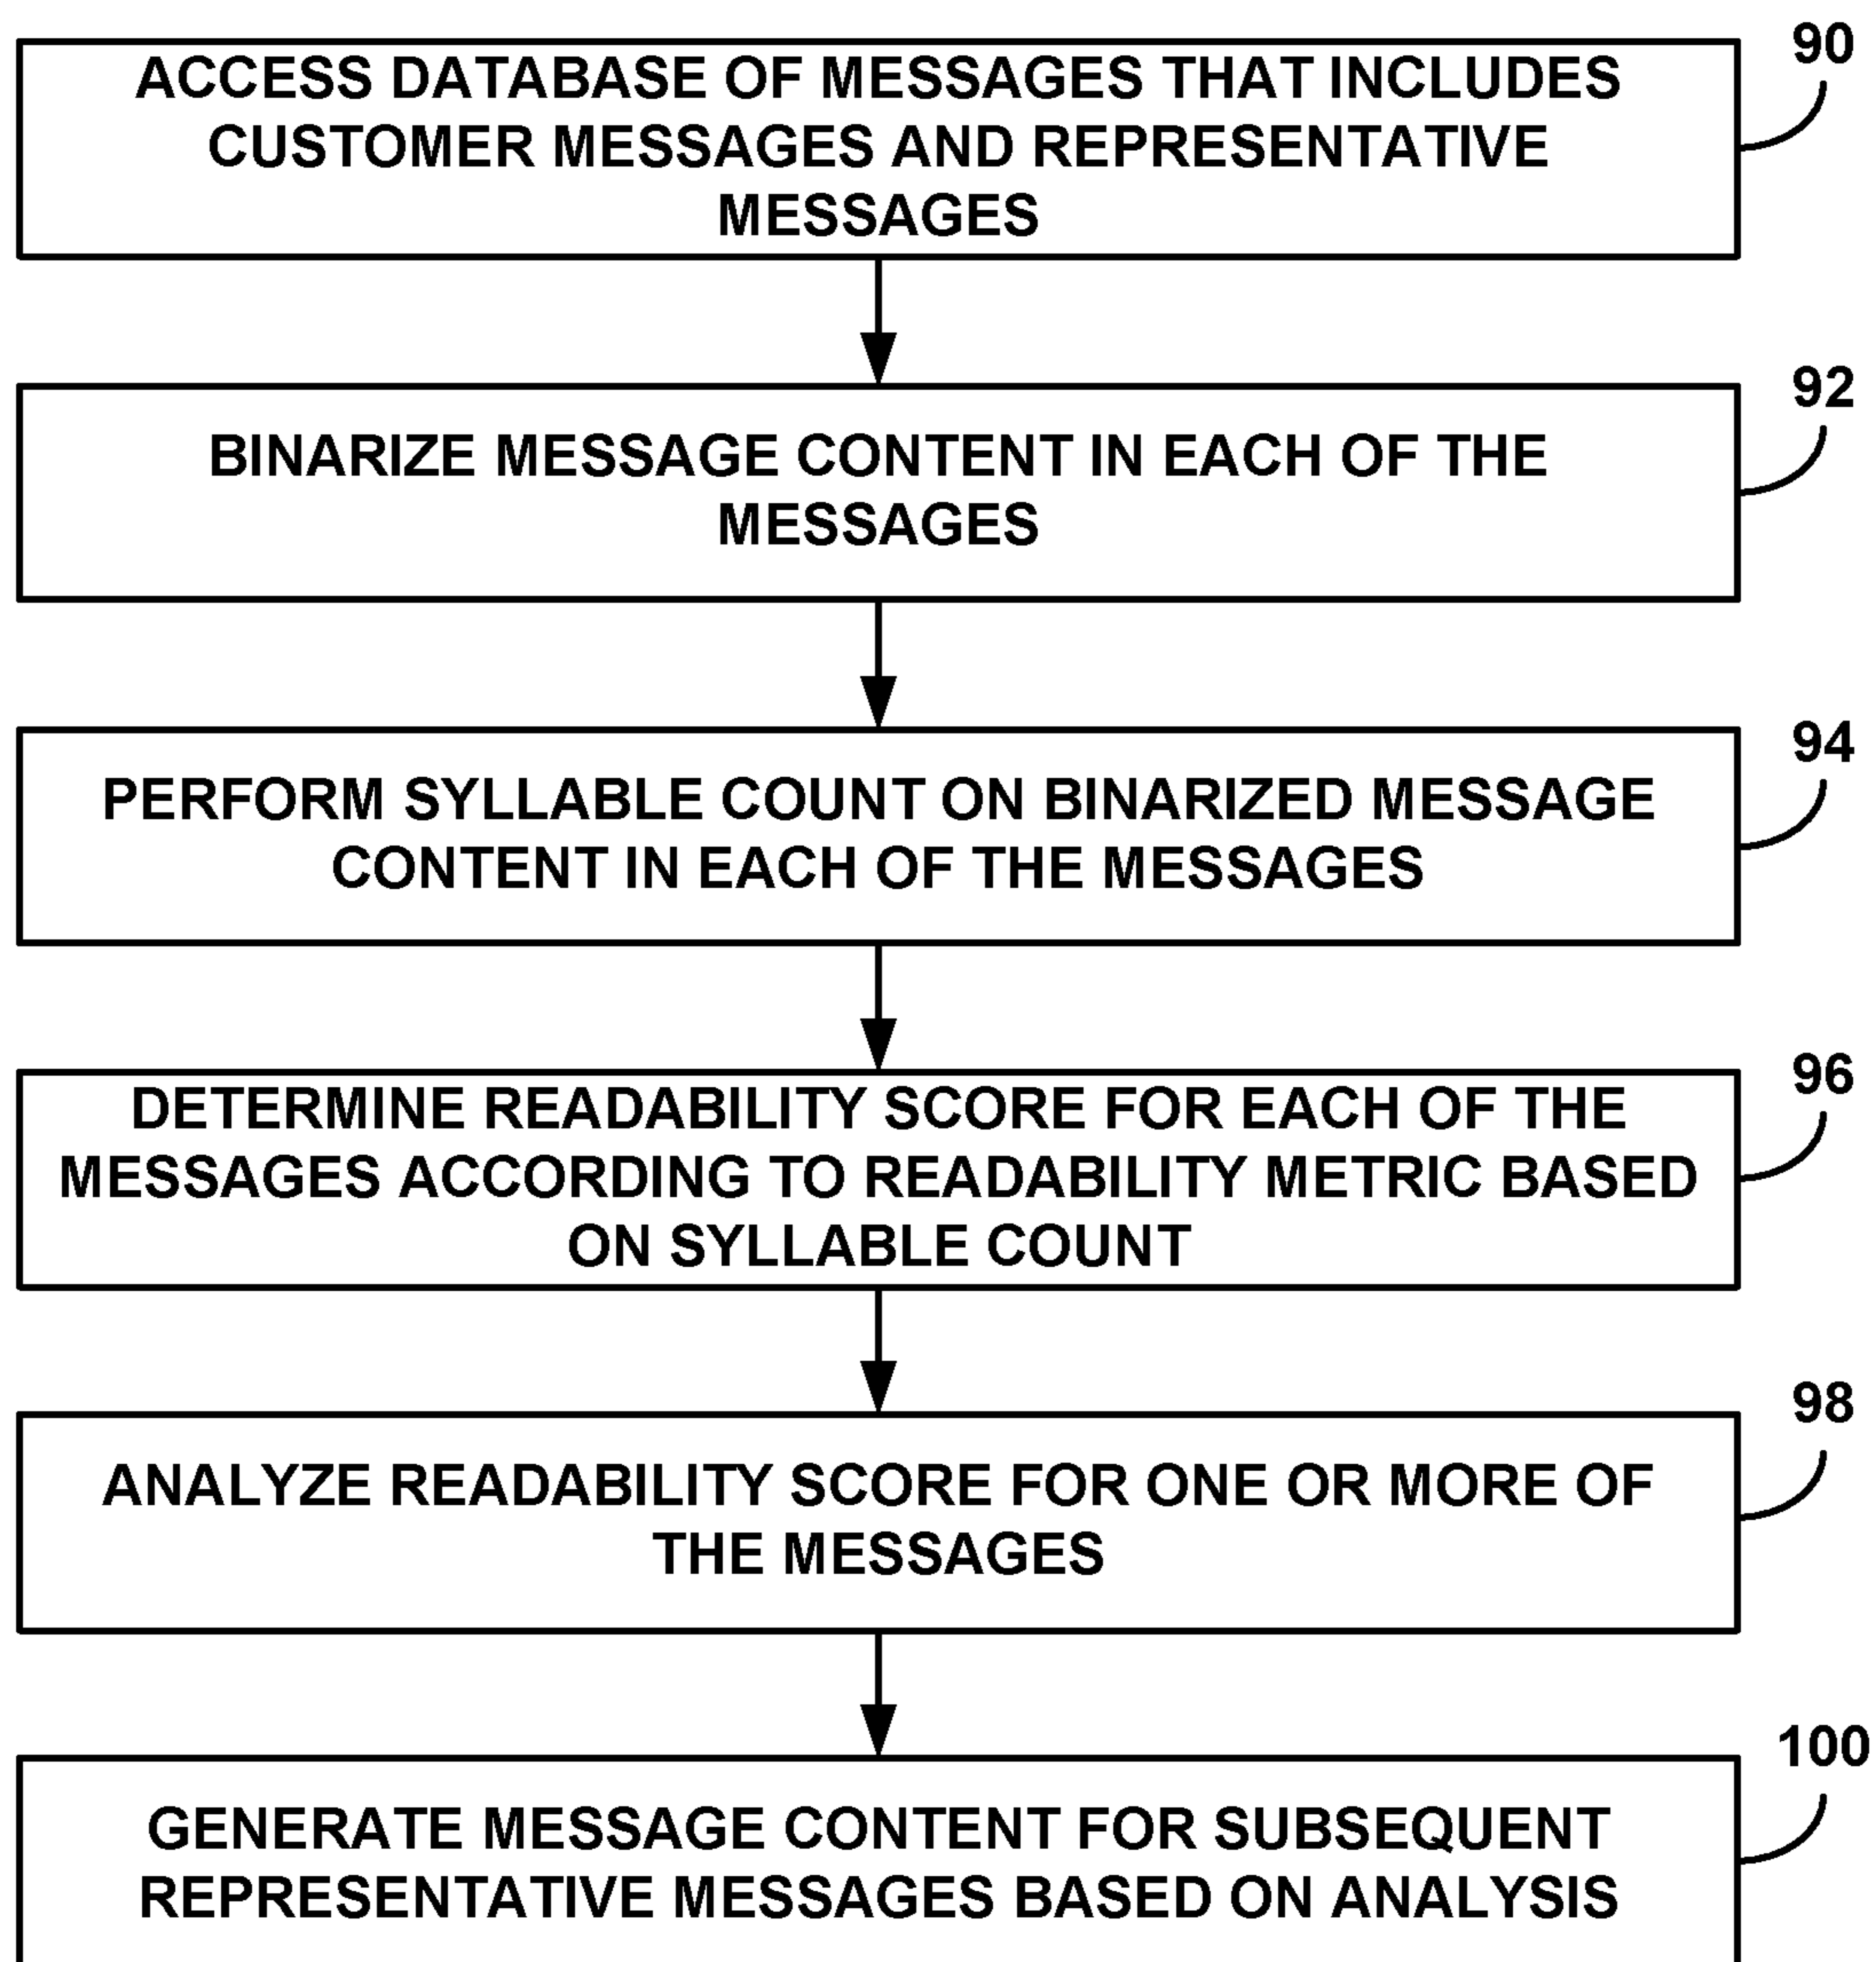 90
ACCESS DATABASE OF MESSAGES THAT INCLUDES
CUSTOMER MESSAGES AND REPRESENTATIVE
MESSAGES
92
BINARIZE MESSAGE CONTENT IN EACH OF THE
MESSAGES
94
PERFORM SYLLABLE COUNT ON BINARIZED MESSAGE
CONTENT IN EACH OF THE MESSAGES
96
DETERMINE READABILITY SCORE FOR EACH OF THE
MESSAGES ACCORDING TO READABILITY METRIC BASED
ON SYLLABLE COUNT
98
ANALYZE READABILITY SCORE FOR ONE OR MORE OF
THE MESSAGES
100
GENERATE MESSAGE CONTENT FOR SUBSEQUENT
REPRESENTATIVE MESSAGES BASED ON ANALYSIS